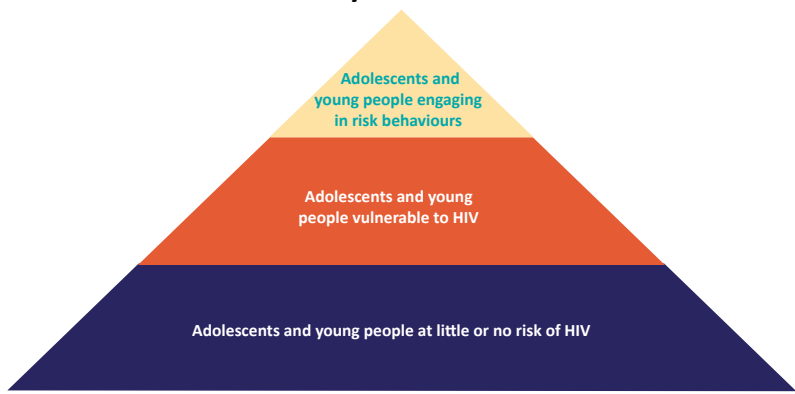 Adolescents and
young people engaging
in risk behaviours
Adolescents and young
people vulnerable to HIV
Adolescents and young people at little or no risk of HIV